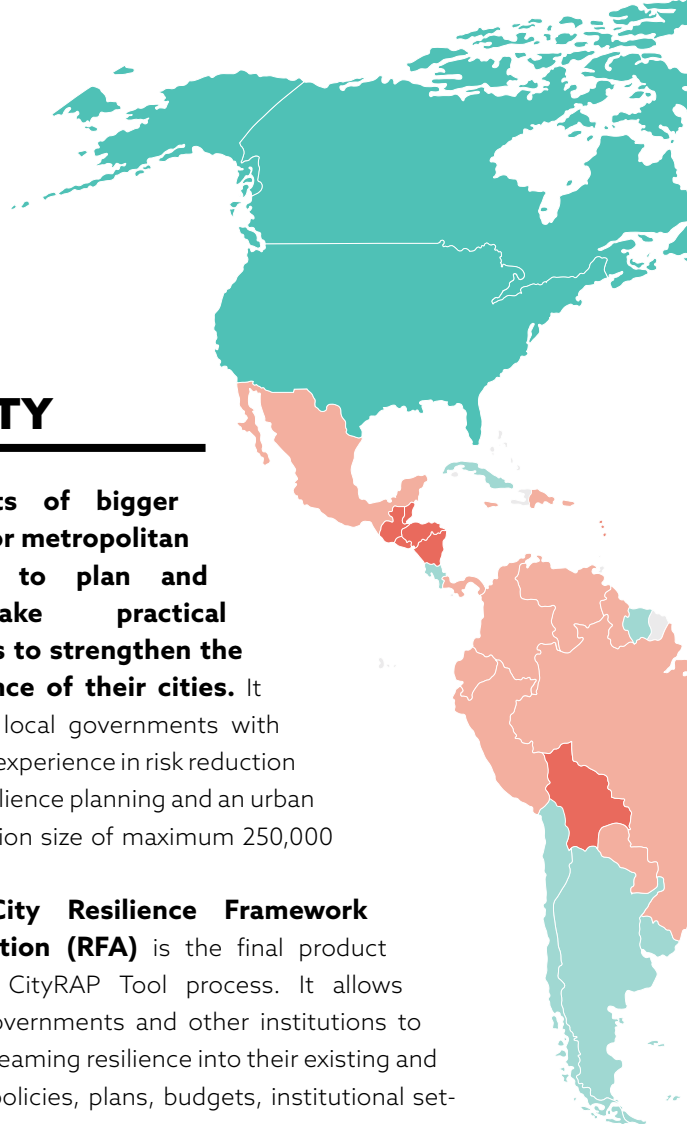 TY
ts of bigger
or metropolitan
to plan and
ake practical
s to strengthen the
nce of their cities. It
local governments with
experience in risk reduction
lience planning and an urban
ion size of maximum 250,000
City Resilience Framework
tion (RFA) is the final product
CityRAP Tool process. It allows
overnments and other institutions to
eaming resilience into their existing and
policies, plans, budgets, institutional set-